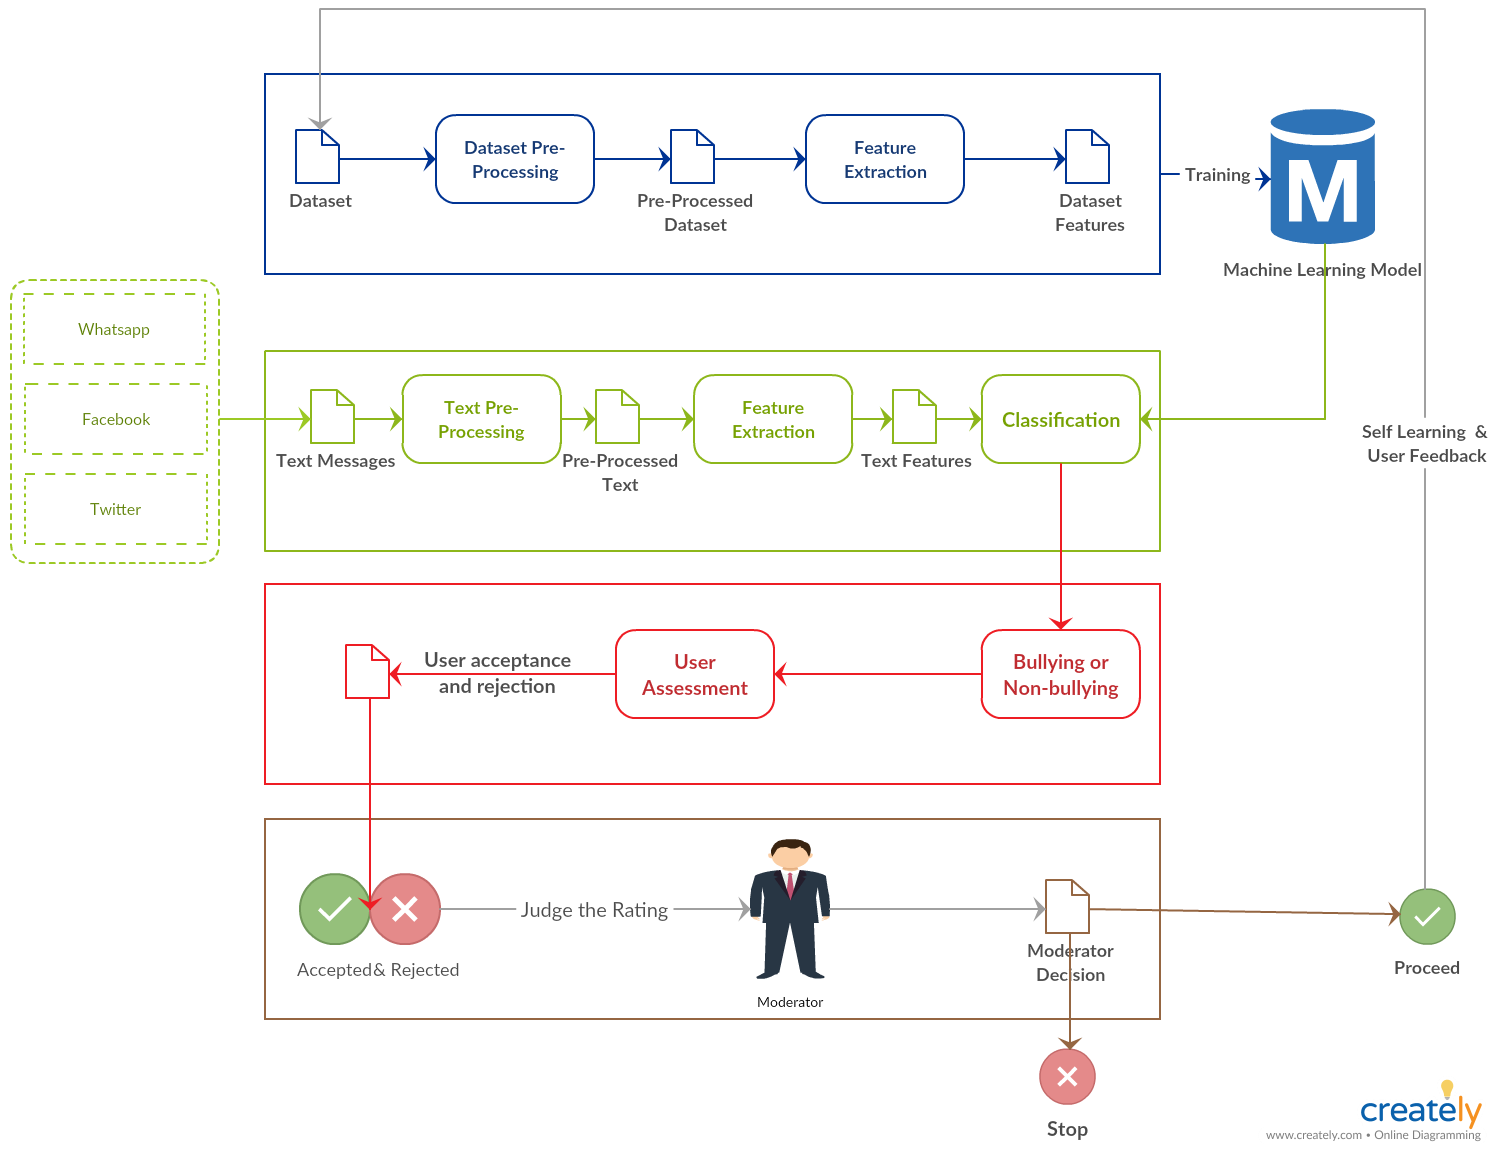 Dataset Pre-
Processing
Feature
Extraction
Dataset
Pre-Processed
Dataset
Dataset
Features
Training
M
Machine Learning Model
Whatsapp
Facebook
Twitter
Text Pre-
Processing
Feature
Extraction
Classification
Text Messages
Pre-Processed
Text
Text Features
Self Learning &
User Feedback
User acceptance
and rejection
User
Assessment
Bullying or
Non-bullying
Judge the Rating
Accepted& Rejected
Moderator
Moderator
Decision
Proceed
Stop
creately
www.creately.com • Online Diagramming